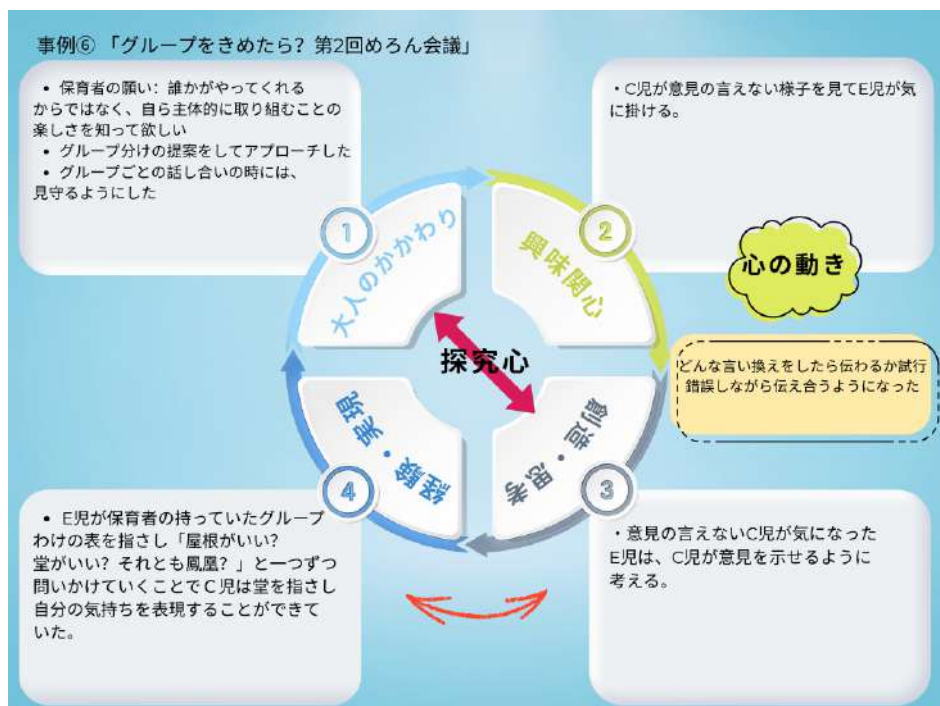 事例⑥ 「グループをきめたら？第2回めろん会議」
• 保育者の願い：誰かがやってくれる
からではなく、自ら主体的に取り組むことの
楽しさを知って欲しい
• グループ分けの提案をしてアプローチした
• グループごとの話し合いの時には、
見守るようにした
・C児が意見の言えない様子を見てE児が気
に掛ける。
1
大人のかかわり
2
興味関心
心の動き
どんな言い換えをしたら伝わるか試行
錯誤しながら伝え合うようになった
探究心
経験・実現
4
創造・思考
3
• E児が保育者の持っていたグループ
わけの表を指さし「屋根がいい？
堂がいい？それとも鳳凰？」と一つずつ
問いかけていくことでC児は堂を指さし
自分の気持ちを表現することができて
いた。
・意見の言えないC児が気になった
E児は、C児が意見を示せるように
考える。